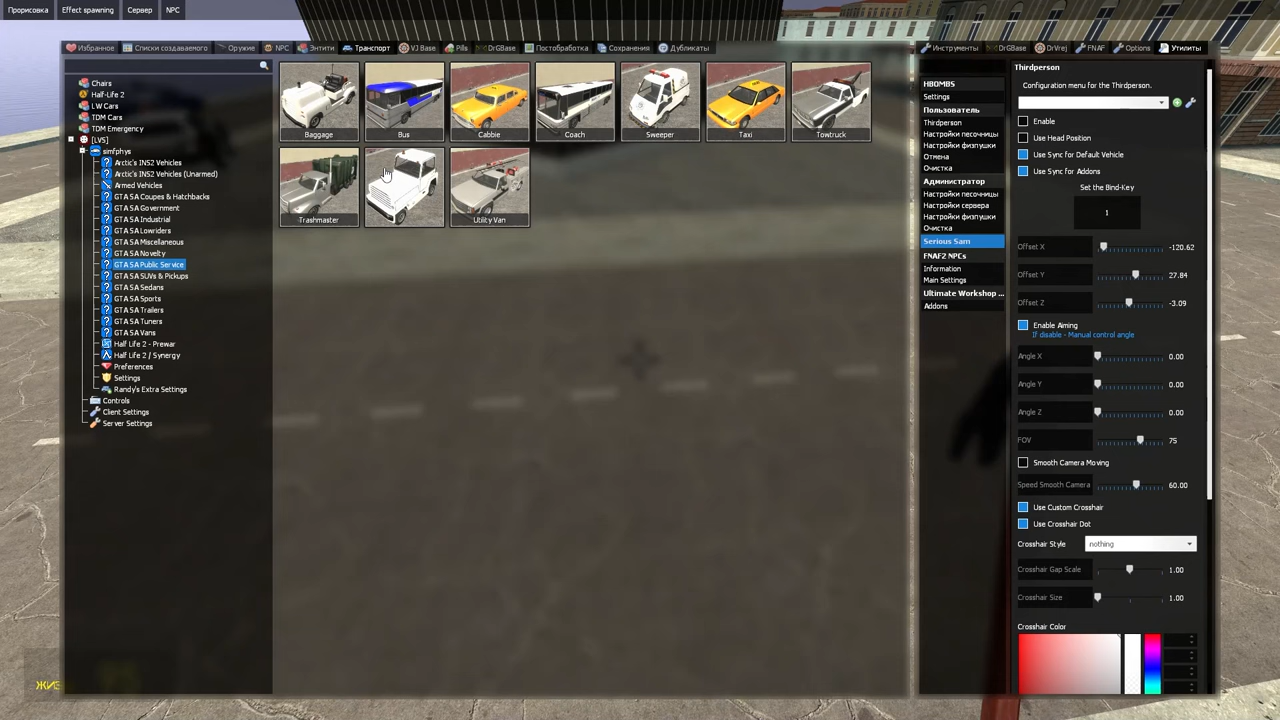 Прорисовка Effect spawning Сервер NPC
Избранное Списки создаваемого Оружие NPC Энтити Транспорт VJ Base Pills DrGBase Постобработка Сохранения Дубликаты
Инструменты DrGBase DrVrej FNAF Options Утилиты
Chairs
Half-Life 2
LW Cars
TDM Cars
TDM Emergency
[LVS]
simfphys
Arctic's INS2 Vehicles
Arctic's INS2 Vehicles (Unarmed)
Armed Vehicles
GTA SA Coupes & Hatchbacks
GTA SA Government
GTA SA Industrial
GTA SA Lowriders
GTA SA Miscellaneous
GTA SA Novelty
GTA SA Public Service
GTA SA SUVs & Pickups
GTA SA Sedans
GTA SA Sports
GTA SA Trailers
GTA SA Tuners
GTA SA Vans
Half Life 2 - Prewar
Half Life 2 / Synergy
Preferences
Settings
Randy's Extra Settings
Controls
Client Settings
Server Settings
Baggage Bus Cabbie Coach Sweeper Taxi Towtruck
Trashmaster Utility Van
HBOMBS
Settings
Пользователь
Thirdperson
Настройки песочницы
Настройки физпушки
Отмена
Очистка
Администратор
Настройки песочницы
Настройки сервера
Настройки физпушки
Очистка
Serious Sam
FNAF2 NPCs
Information
Main Settings
Ultimate Workshop ...
Addons
Thirdperson
Configuration menu for the Thirdperson.
Enable
Use Head Position
Use Sync for Default Vehicle
Use Sync for Addons
Set the Bind-Key
1
Offset X -120.62
Offset Y 27.84
Offset Z -3.09
Enable Aiming
If disable - Manual control angle
Angle X 0.00
Angle Y 0.00
Angle Z 0.00
FOV 75
Smooth Camera Moving
Speed Smooth Camera 60.00
Use Custom Crosshair
Use Crosshair Dot
Crosshair Style nothing
Crosshair Gap Scale 1.00
Crosshair Size 1.00
Crosshair Color